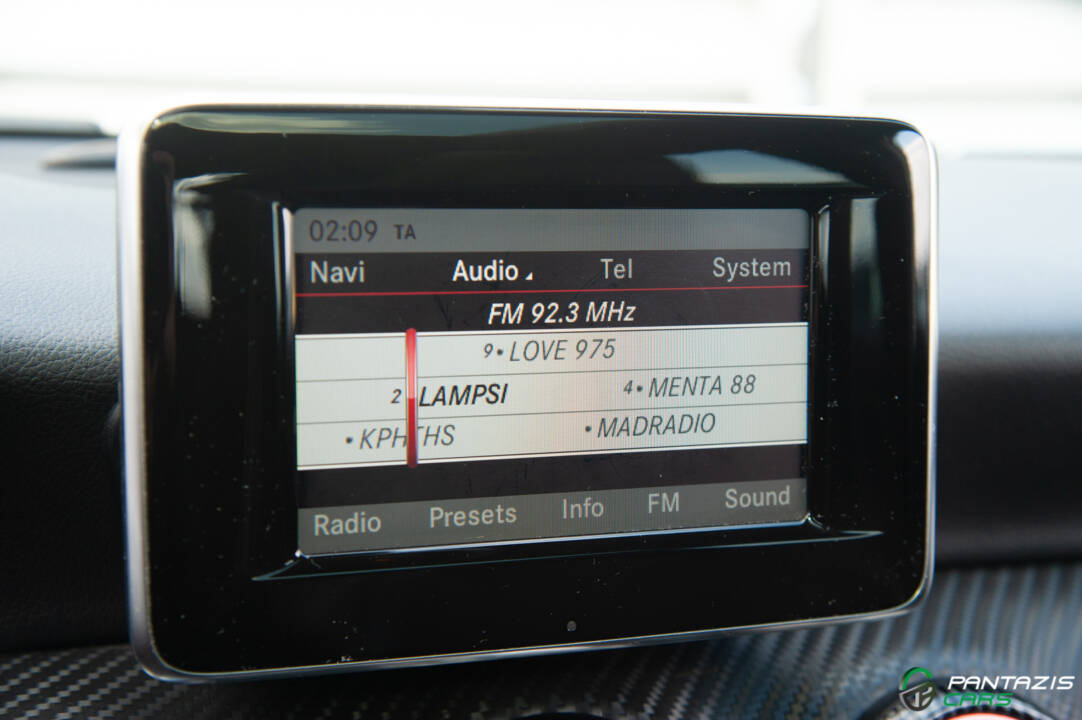 02:09 TA
Navi Audio Tel System
FM 92.3 MHz
9•LOVE 975
2 LAMPSI 4•MENTA 88
•KPHTHS •MADRADIO
Radio Presets Info FM Sound
PANTAZIS
CARS